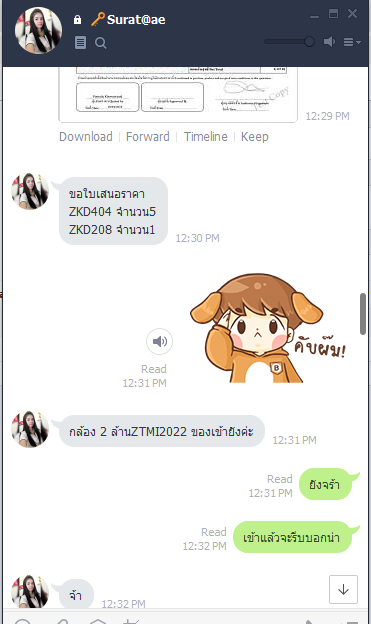 Surat@ae
Copy
12:29 PM
Download Forward Timeline Keep
ขอใบเสนอราคา
ZKD404 จำนวน5
ZKD208 จำนวน1
12:30 PM
คับผ๊ม!
B
Read
12:31 PM
กล้อง 2 ล้านZTMI2022 ของเข้ายังค่ะ
12:31 PM
Read
12:31 PM
ยังจร้า
Read
12:32 PM
เข้าแล้วจะรีบบอกน่า
จ้า
12:32 PM